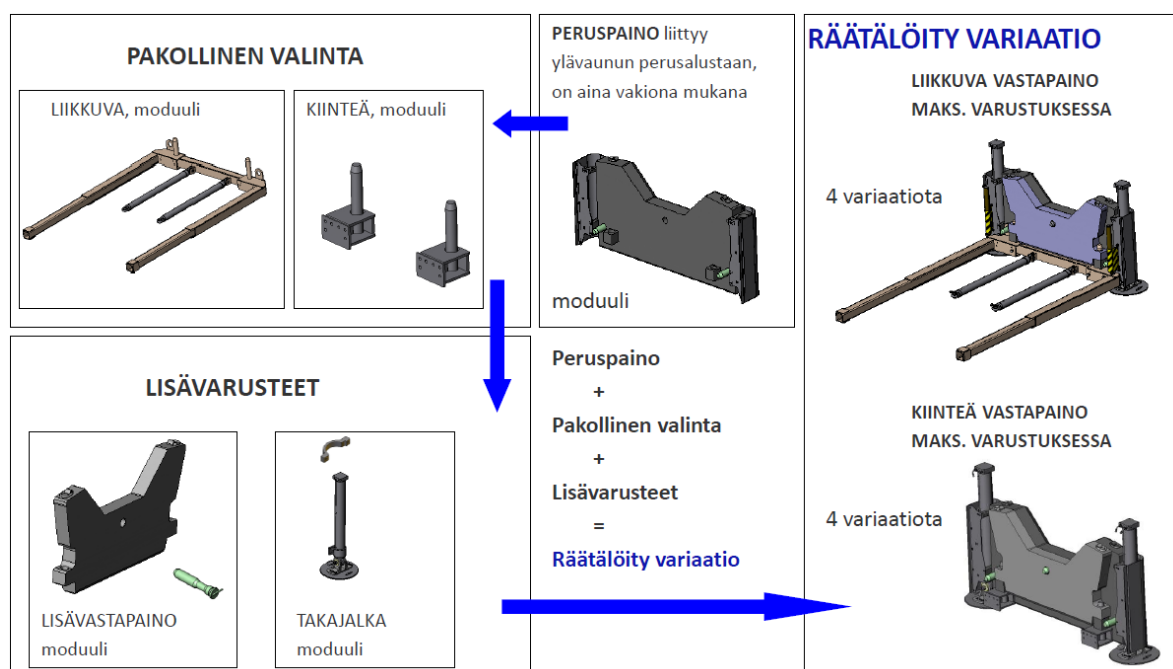 PAKOLLINEN VALINTA
LIIKKUVA, moduuli
KIINTEÄ, moduuli
PERUSPAINO liittyy
ylävaunun perusalustaan,
on aina vakiona mukana
moduuli
LISÄVARUSTEET
LISÄVASTAPAINO
moduuli
TAKAJALKA
moduuli
Peruspaino
+
Pakollinen valinta
+
Lisävarusteet
=
Räätälöity variaatio
RÄÄTÄLÖITY VARIAATIO
LIIKKUVA VASTAPAINO
MAKS. VARUSTUKSESSA
4 variaatiota
KIINTEÄ VASTAPAINO
MAKS. VARUSTUKSESSA
4 variaatiota